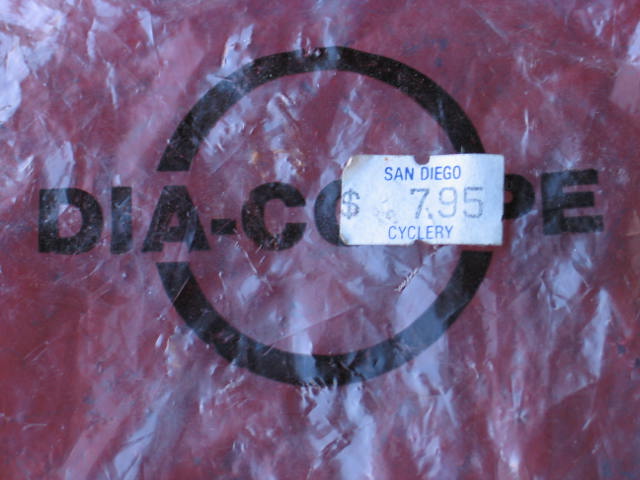 DIA-CO PE
SAN DIEGO
$ 7.95
CYCLERY